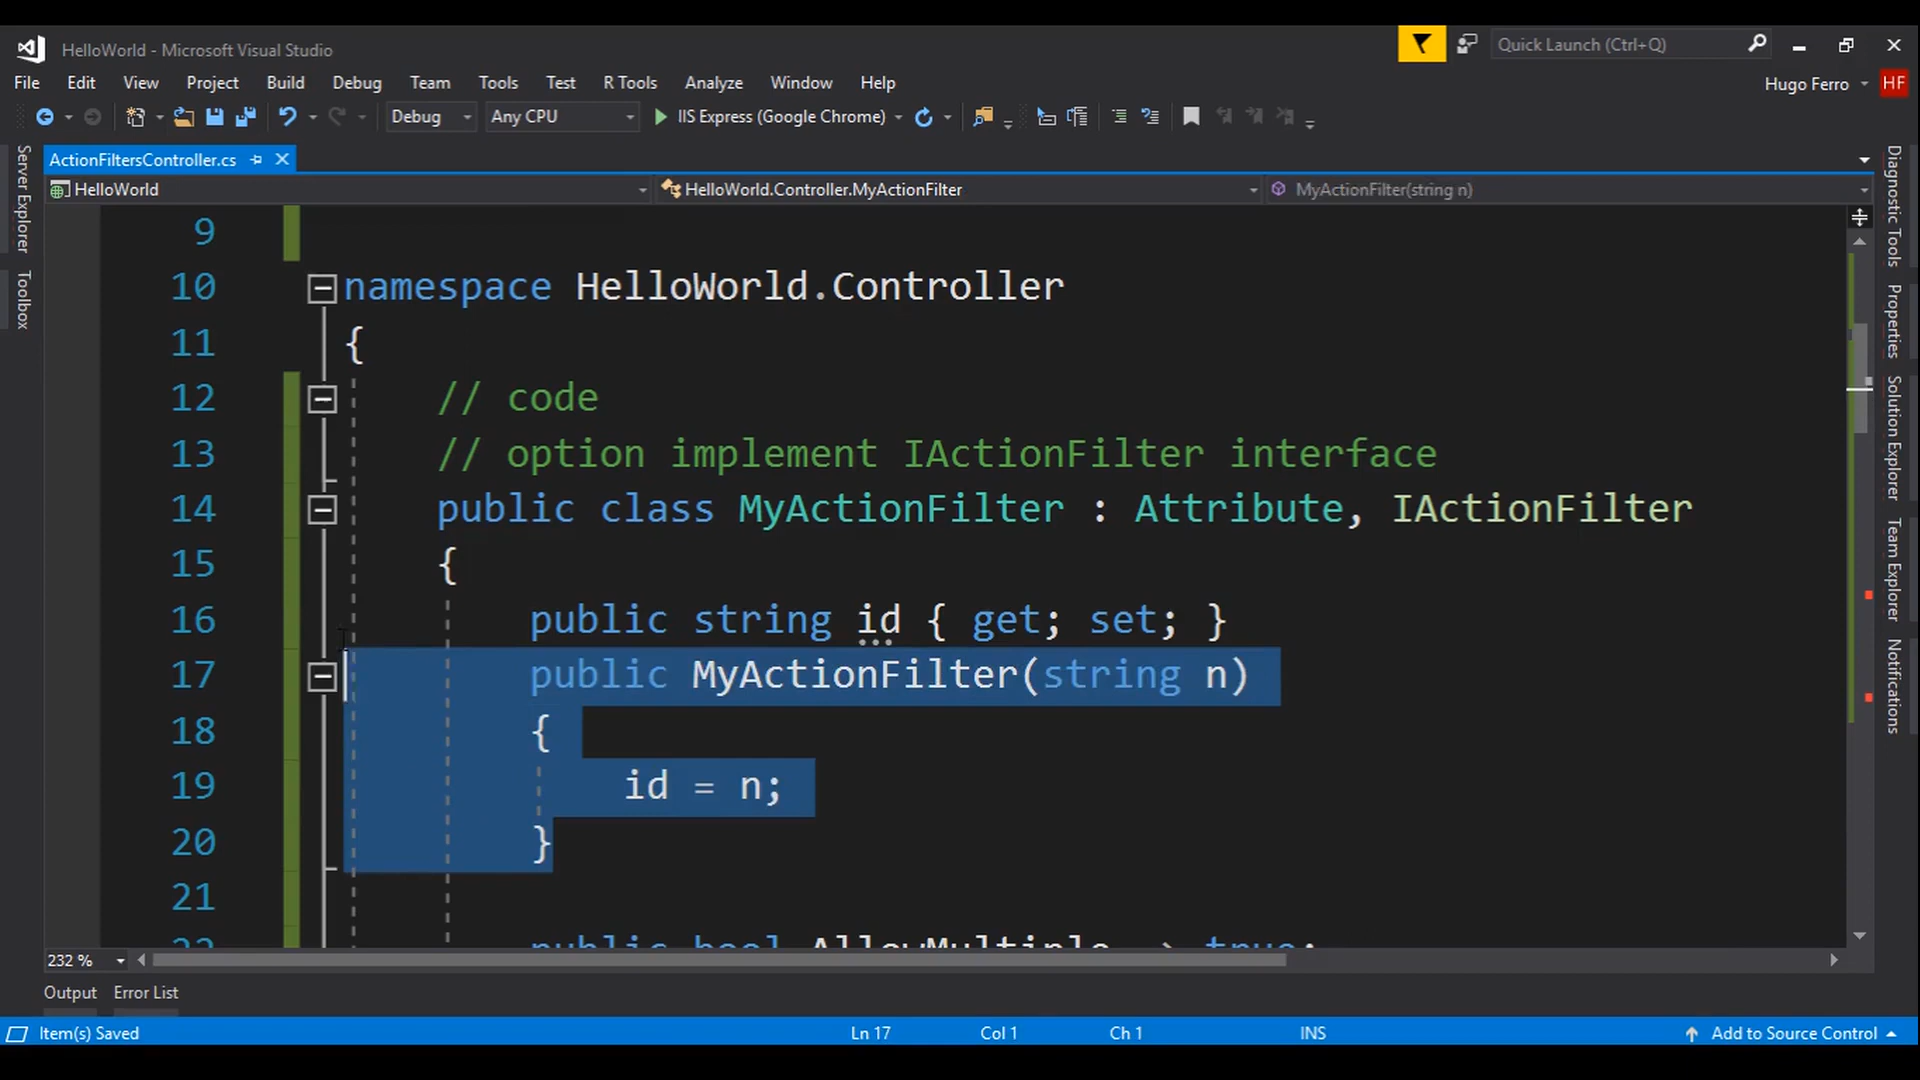 HelloWorld - Microsoft Visual Studio
Quick Launch (Ctrl+Q)
File Edit View Project Build Debug Team Tools Test R Tools Analyze Window Help
Hugo Ferro HF
Debug Any CPU IIS Express (Google Chrome)
ActionFiltersController.cs
HelloWorld HelloWorld.Controller.MyActionFilter MyActionFilter(string n)
Server Explorer
Toolbox
9
10 namespace HelloWorld.Controller
11 {
12 // code
13 // option implement IActionFilter interface
14 public class MyActionFilter : Attribute, IActionFilter
15 {
16 public string id { get; set; }
17 public MyActionFilter(string n)
18 {
19 id = n;
20 }
21
22 public bool AllowMultiple => true;
Diagnostic Tools
Properties
Solution Explorer
Team Explorer
Notifications
232 %
Output Error List
Item(s) Saved Ln 17 Col 1 Ch 1 INS Add to Source Control